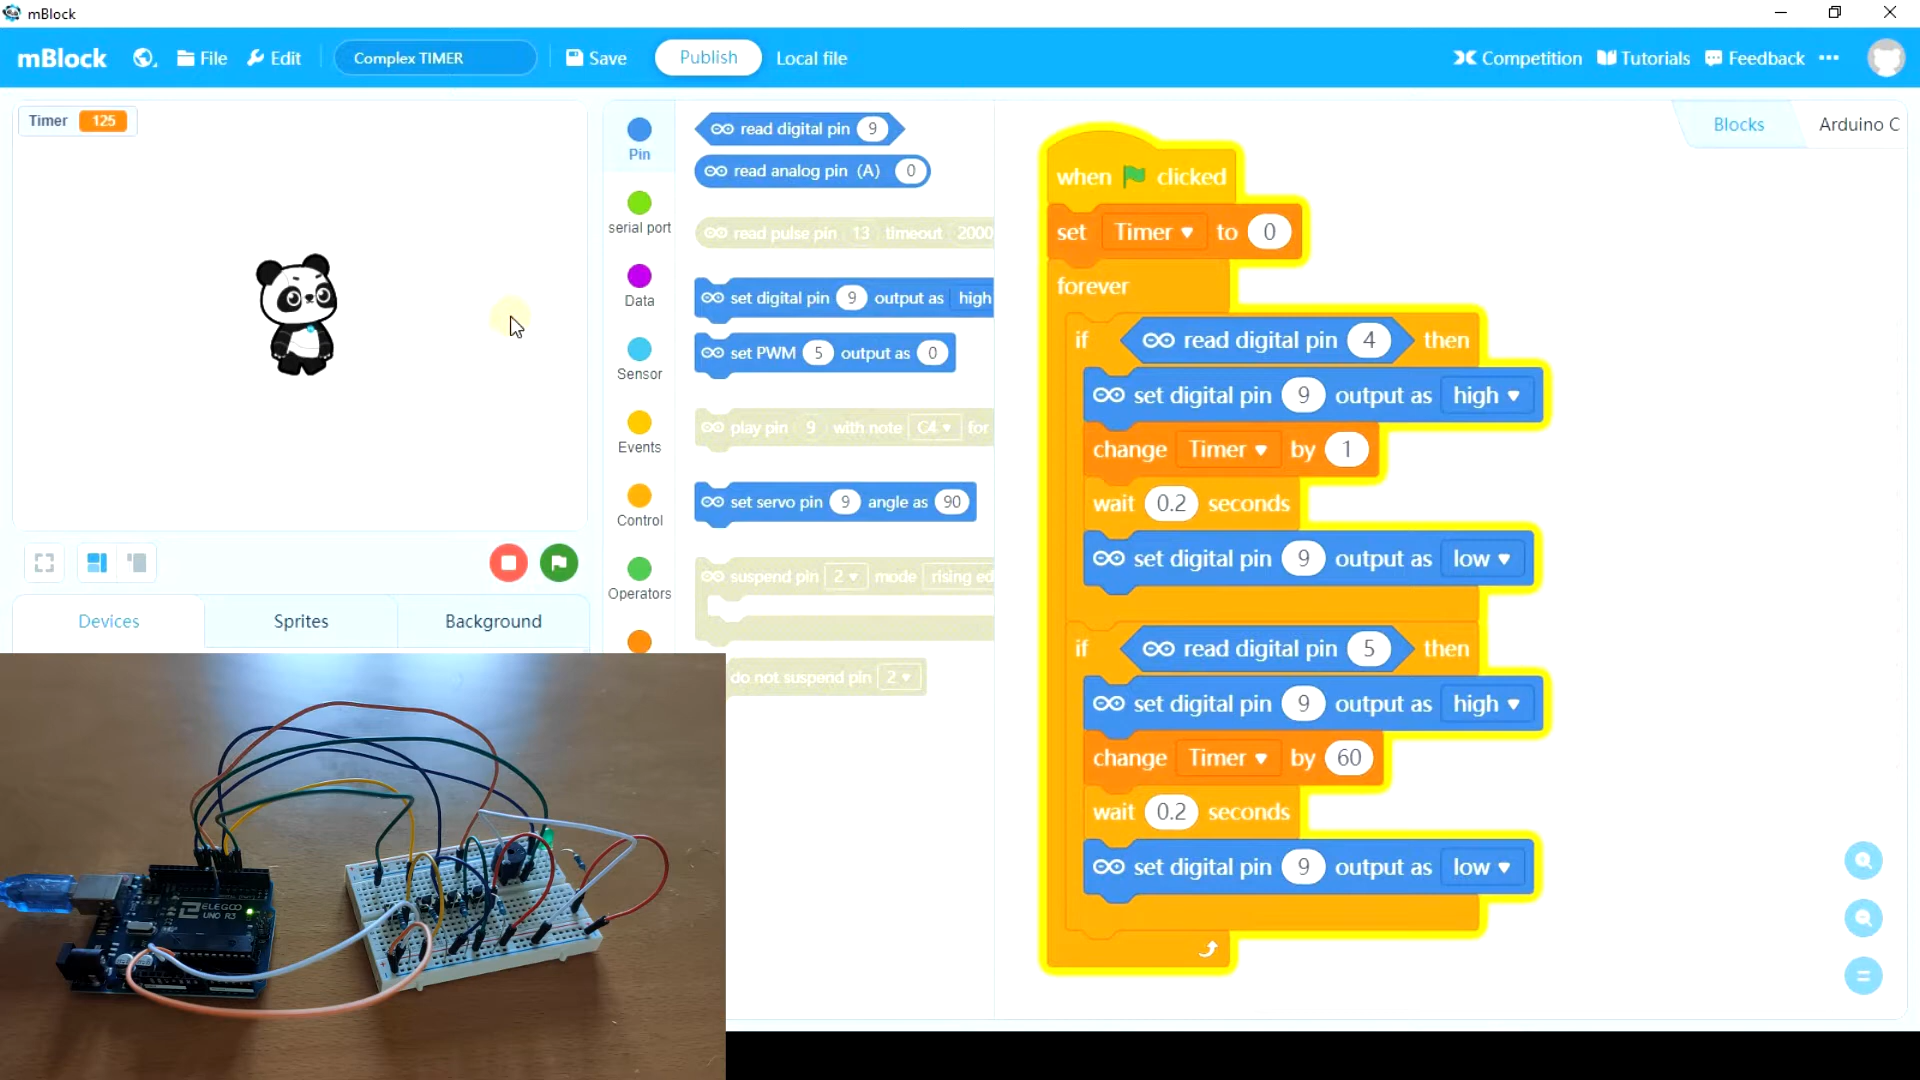 mBlock
mBlock
File
Edit
Complex TIMER
Save
Publish
Local file
Competition
Tutorials
Feedback
Timer 125
Pin
serial port
Data
Sensor
Events
Control
Operators
read digital pin 9
read analog pin (A) 0
read pulse pin 13 timeout 2000
set digital pin 9 output as high
set PWM 5 output as 0
play pin 9 with note C4 for
set servo pin 9 angle as 90
suspend pin 2 mode rising ed
do not suspend pin 2
Blocks
Arduino C
when clicked
set Timer to 0
forever
if read digital pin 4 then
set digital pin 9 output as high
change Timer by 1
wait 0.2 seconds
set digital pin 9 output as low
if read digital pin 5 then
set digital pin 9 output as high
change Timer by 60
wait 0.2 seconds
set digital pin 9 output as low
Devices
Sprites
Background
ELEGOO
UNO R3